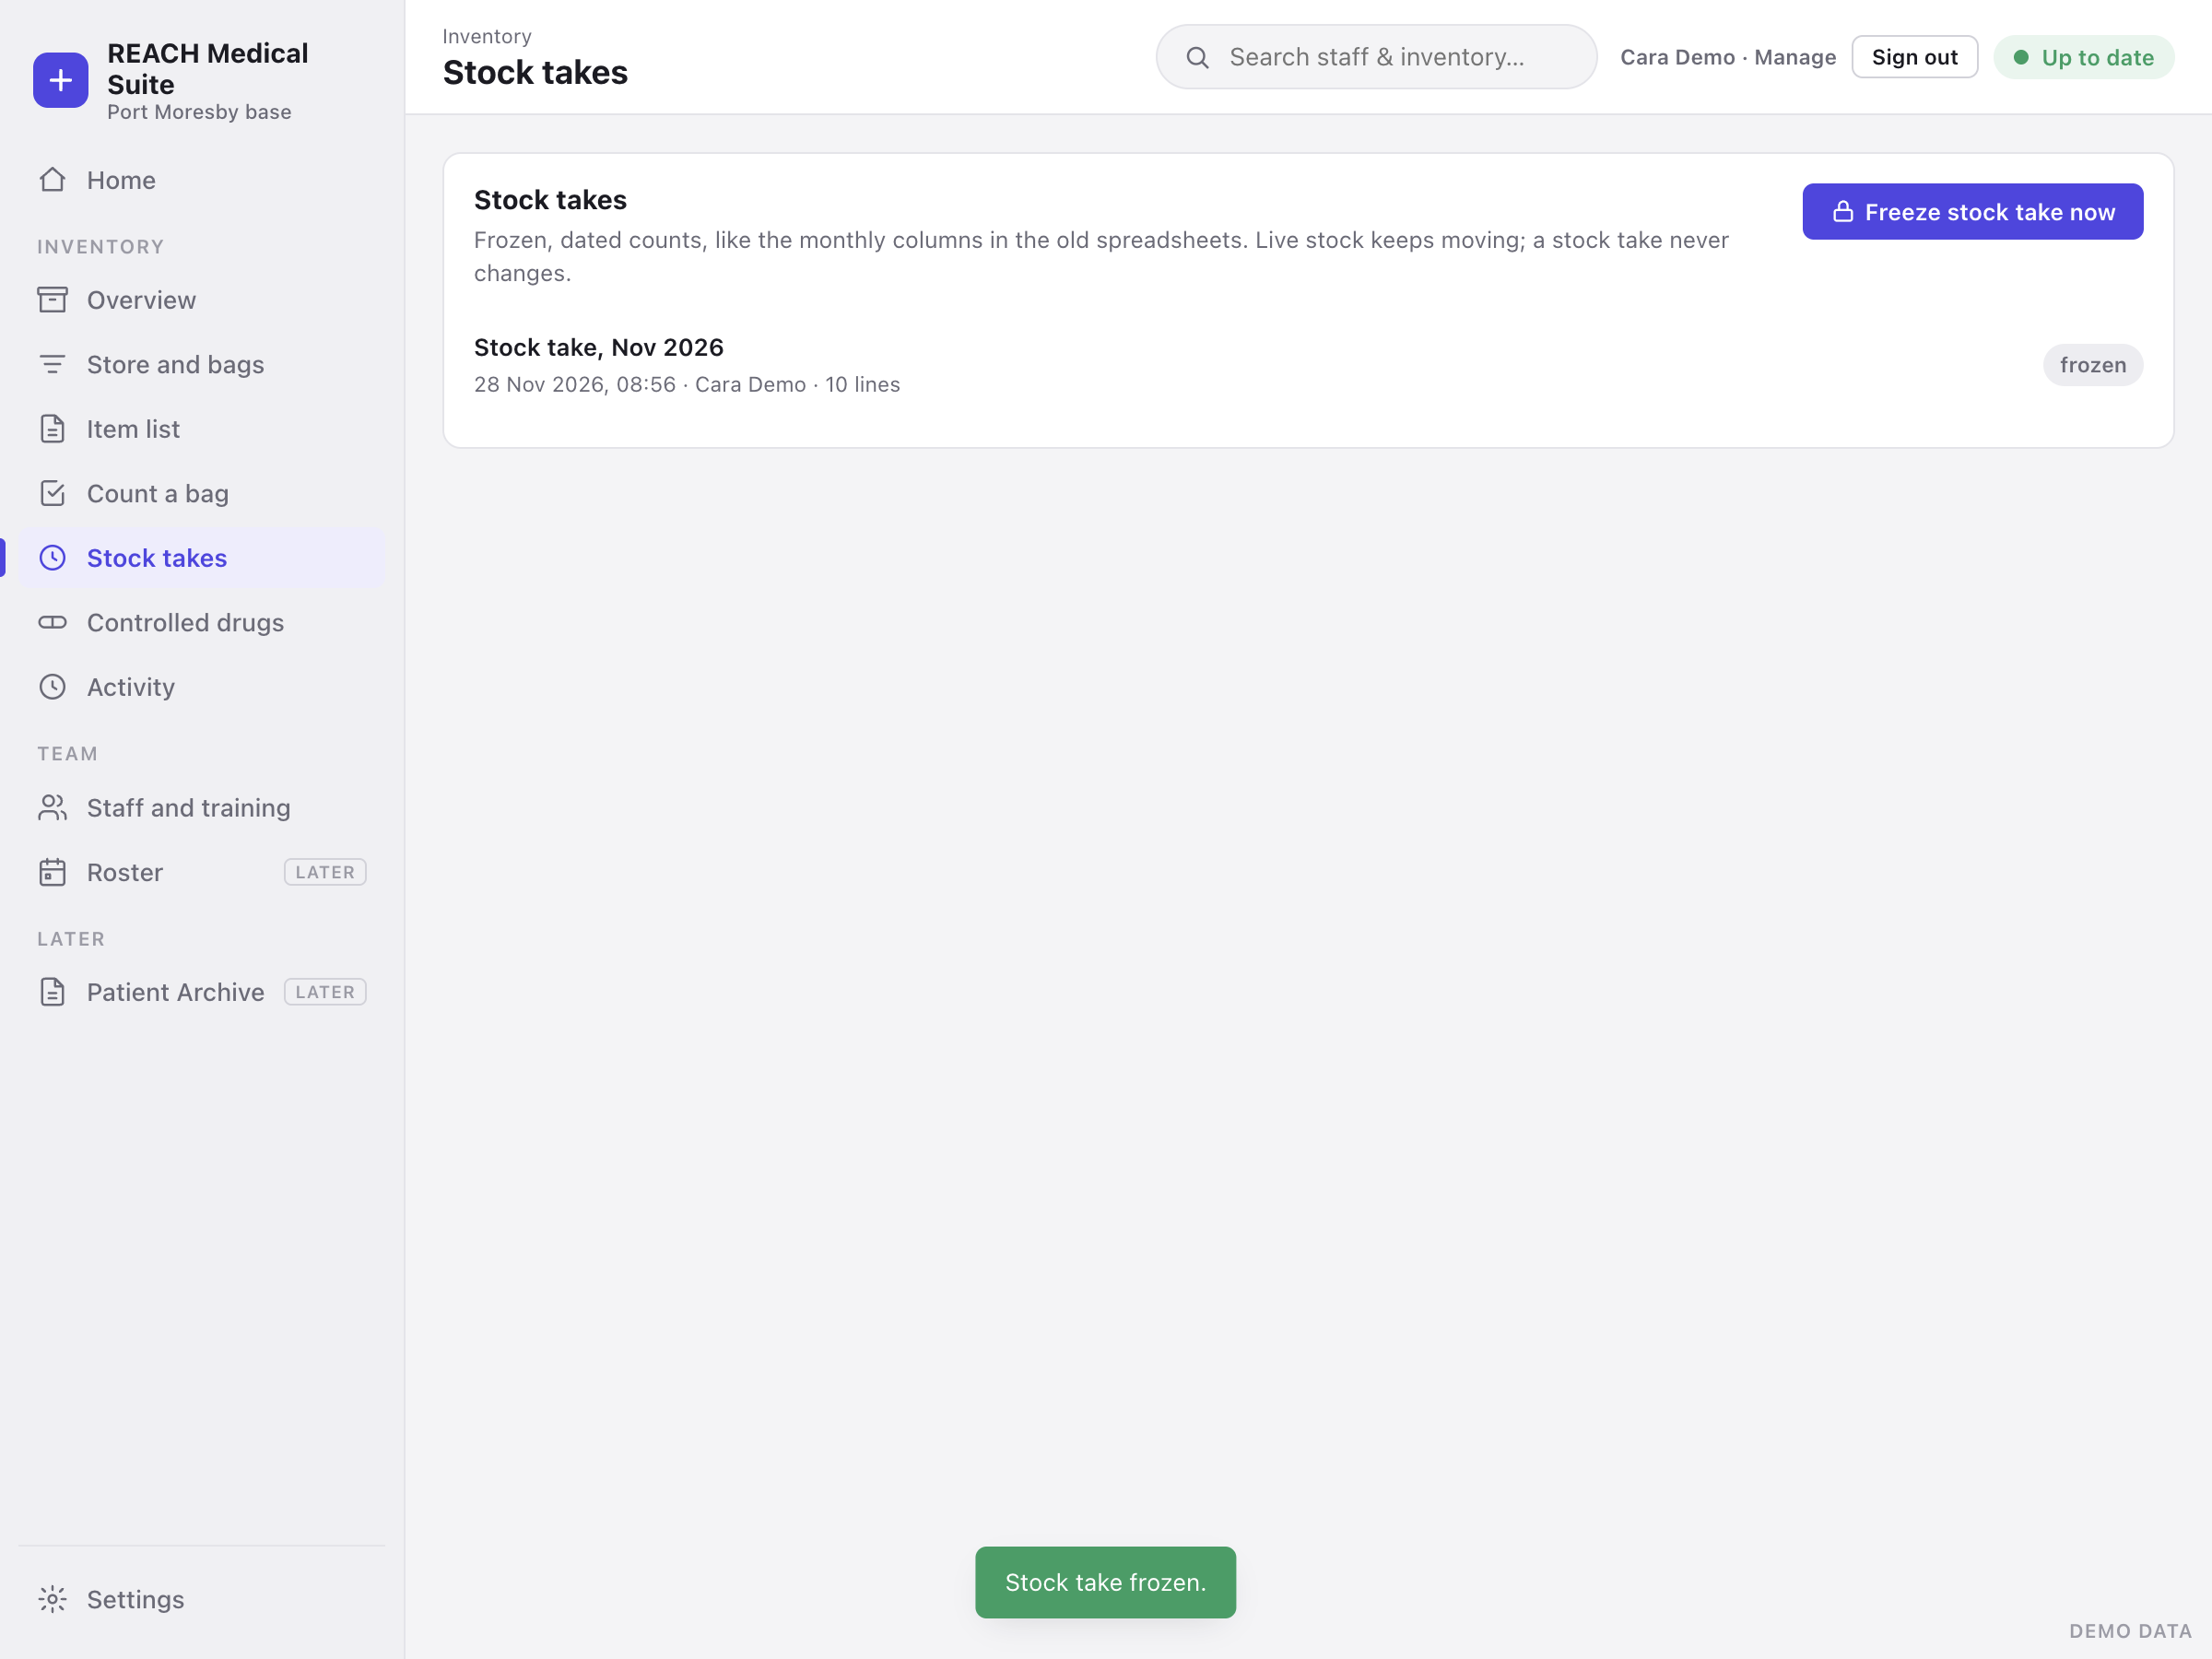 REACH Medical
Suite
Port Moresby base
Home
INVENTORY
Overview
Store and bags
Item list
Count a bag
Stock takes
Controlled drugs
Activity
TEAM
Staff and training
Roster LATER
LATER
Patient Archive LATER
Settings
Inventory
Stock takes
Search staff & inventory...
Cara Demo · Manage
Sign out
Up to date
Stock takes
Frozen, dated counts, like the monthly columns in the old spreadsheets. Live stock keeps moving; a stock take never
changes.
Freeze stock take now
Stock take, Nov 2026
28 Nov 2026, 08:56 · Cara Demo · 10 lines
frozen
Stock take frozen.
DEMO DATA